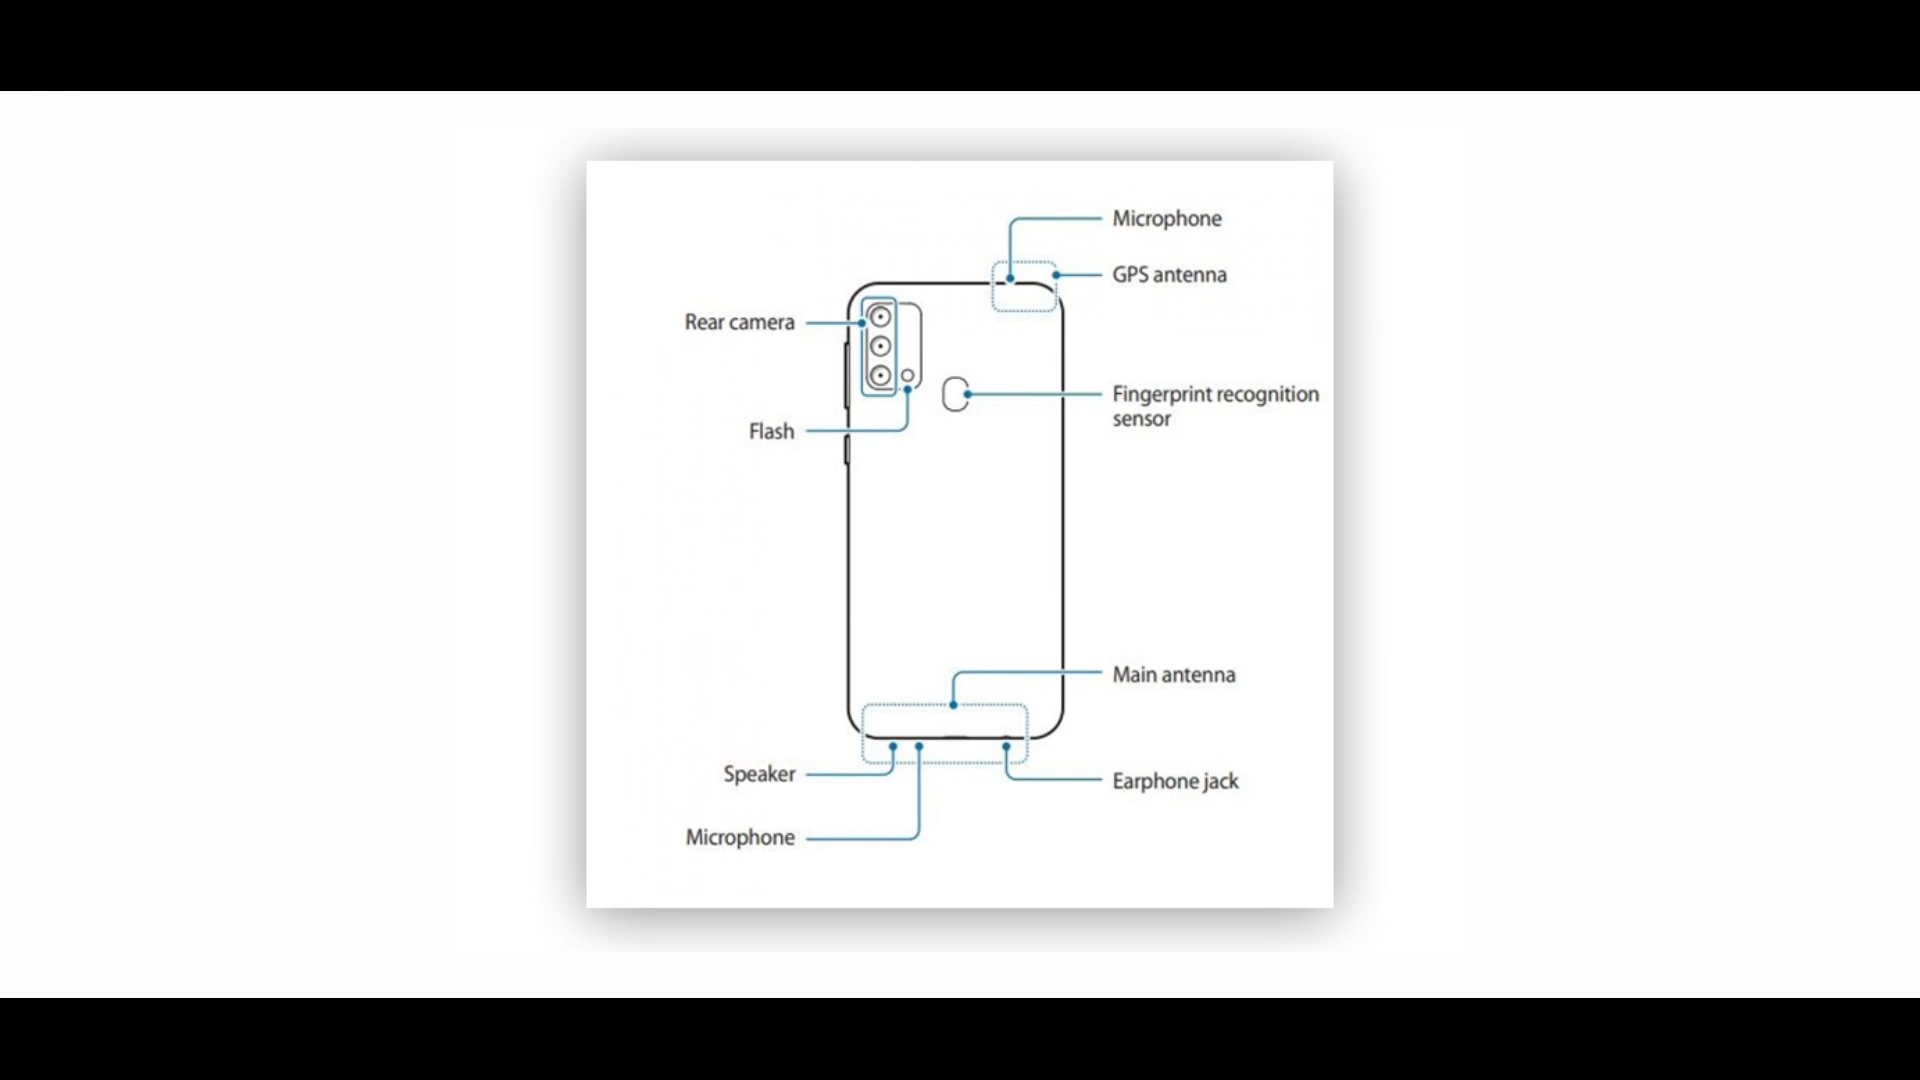 Microphone
GPS antenna
Rear camera
Fingerprint recognition
sensor
Flash
Main antenna
Speaker
Earphone jack
Microphone